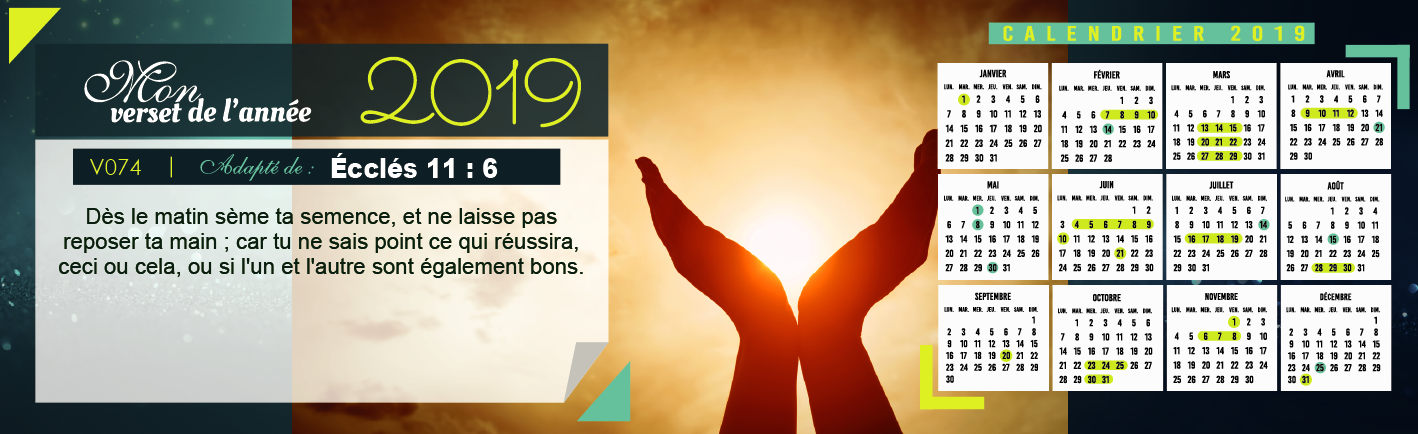 Mon
verset de l'année
2019
V074 | Adapté de : Écclés 11 : 6
Dès le matin sème ta semence, et ne laisse pas
reposer ta main ; car tu ne sais point ce qui réussira,
ceci ou cela, ou si l'un et l'autre sont également bons.
CALENDRIER 2019
JANVIER
LUN. MAR. MER. JEU. VEN. SAM. DIM.
1 2 3 4 5 6
7 8 9 10 11 12 13
14 15 16 17 18 19 20
21 22 23 24 25 26 27
28 29 30 31
FÉVRIER
LUN. MAR. MER. JEU. VEN. SAM. DIM.
1 2 3
4 5 6 7 8 9 10
11 12 13 14 15 16 17
18 19 20 21 22 23 24
25 26 27 28
MARS
LUN. MAR. MER. JEU. VEN. SAM. DIM.
1 2 3
4 5 6 7 8 9 10
11 12 13 14 15 16 17
18 19 20 21 22 23 24
25 26 27 28 29 30 31
AVRIL
LUN. MAR. MER. JEU. VEN. SAM. DIM.
1 2 3 4 5 6 7
8 9 10 11 12 13 14
15 16 17 18 19 20 21
22 23 24 25 26 27 28
29 30
MAI
LUN. MAR. MER. JEU. VEN. SAM. DIM.
1 2 3 4 5
6 7 8 9 10 11 12
13 14 15 16 17 18 19
20 21 22 23 24 25 26
27 28 29 30 31
JUIN
LUN. MAR. MER. JEU. VEN. SAM. DIM.
1 2
3 4 5 6 7 8 9
10 11 12 13 14 15 16
17 18 19 20 21 22 23
24 25 26 27 28 29 30
JUILLET
LUN. MAR. MER. JEU. VEN. SAM. DIM.
1 2 3 4 5 6 7
8 9 10 11 12 13 14
15 16 17 18 19 20 21
22 23 24 25 26 27 28
29 30 31
AOÛT
LUN. MAR. MER. JEU. VEN. SAM. DIM.
1 2 3 4
5 6 7 8 9 10 11
12 13 14 15 16 17 18
19 20 21 22 23 24 25
26 27 28 29 30 31
SEPTEMBRE
LUN. MAR. MER. JEU. VEN. SAM. DIM.
1
2 3 4 5 6 7 8
9 10 11 12 13 14 15
16 17 18 19 20 21 22
23 24 25 26 27 28 29
30
OCTOBRE
LUN. MAR. MER. JEU. VEN. SAM. DIM.
1 2 3 4 5 6
7 8 9 10 11 12 13
14 15 16 17 18 19 20
21 22 23 24 25 26 27
28 29 30 31
NOVEMBRE
LUN. MAR. MER. JEU. VEN. SAM. DIM.
1 2 3
4 5 6 7 8 9 10
11 12 13 14 15 16 17
18 19 20 21 22 23 24
25 26 27 28 29 30
DÉCEMBRE
LUN. MAR. MER. JEU. VEN. SAM. DIM.
1
2 3 4 5 6 7 8
9 10 11 12 13 14 15
16 17 18 19 20 21 22
23 24 25 26 27 28 29
30 31